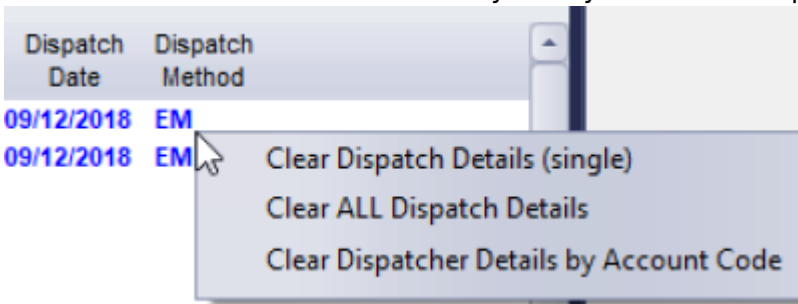 Dispatch Dispatch
Date Method
09/12/2018 EM
09/12/2018 EM
Clear Dispatch Details (single)
Clear ALL Dispatch Details
Clear Dispatcher Details by Account Code